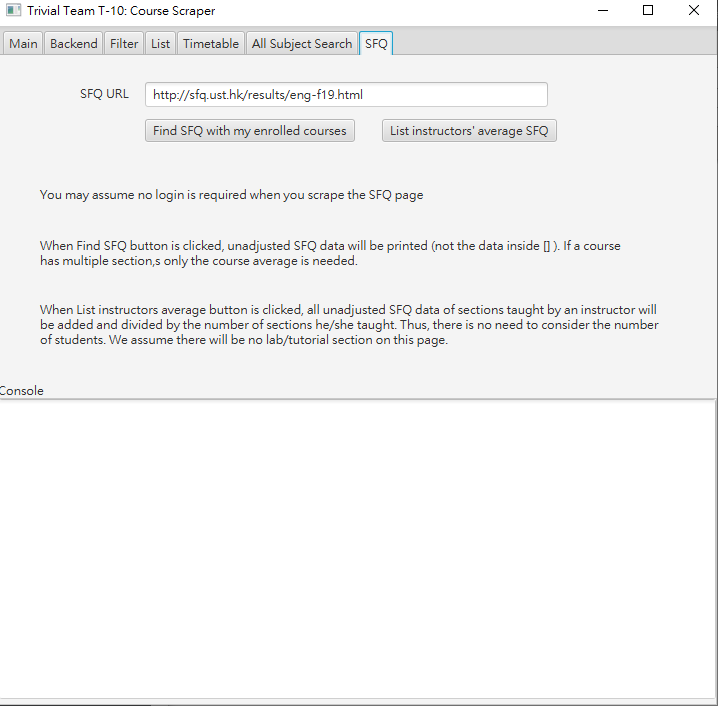 Trivial Team T-10: Course Scraper
Main Backend Filter List Timetable All Subject Search SFQ
SFQ URL http://sfq.ust.hk/results/eng-f19.html
Find SFQ with my enrolled courses List instructors' average SFQ
You may assume no login is required when you scrape the SFQ page
When Find SFQ button is clicked, unadjusted SFQ data will be printed (not the data inside [] ). If a course
has multiple section,s only the course average is needed.
When List instructors average button is clicked, all unadjusted SFQ data of sections taught by an instructor will
be added and divided by the number of sections he/she taught. Thus, there is no need to consider the number
of students. We assume there will be no lab/tutorial section on this page.
Console